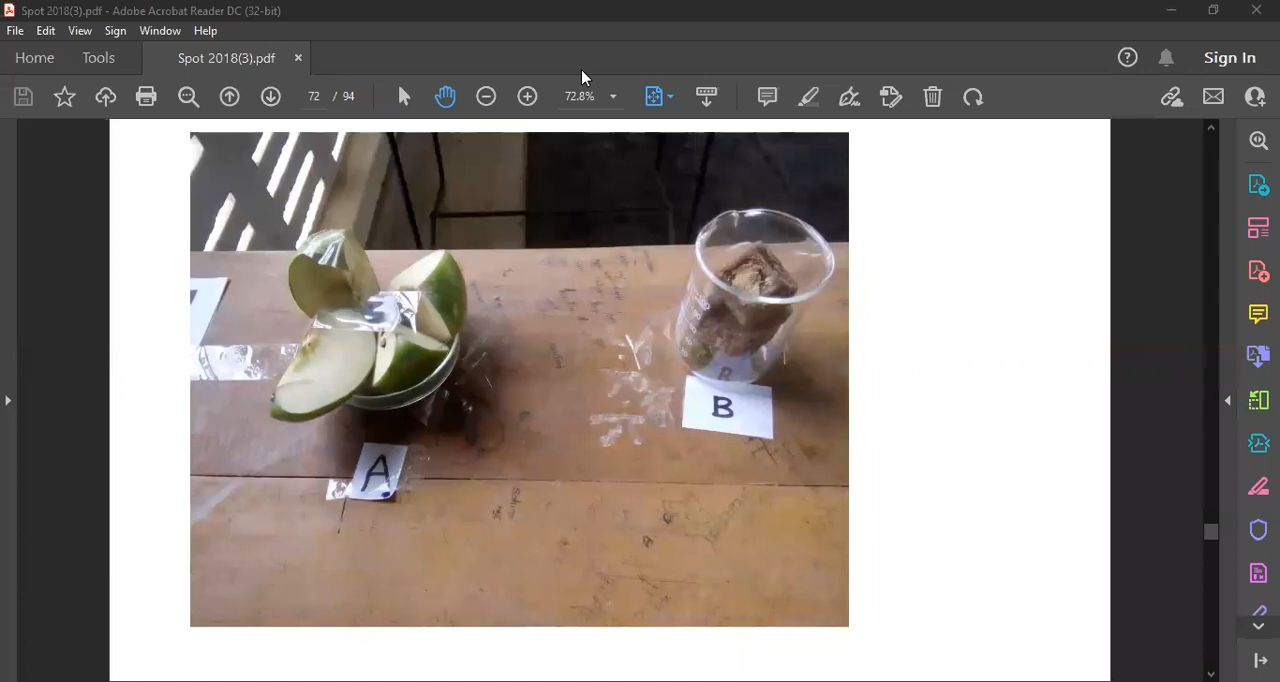 Spot 2018(3).pdf - Adobe Acrobat Reader DC (32-bit)
File Edit View Sign Window Help
Home Tools Spot 2018(3).pdf × ? Sign In
72 / 94 72.8%
B
A